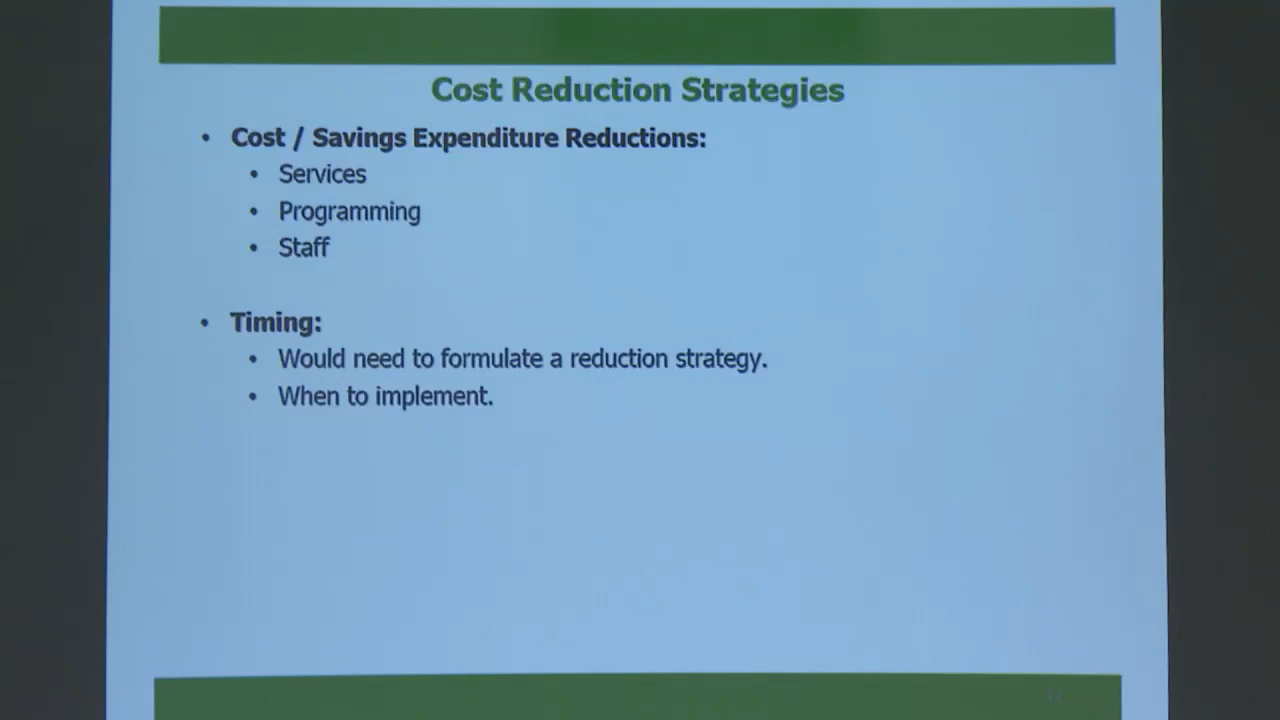 Cost Reduction Strategies
• Cost / Savings Expenditure Reductions:
• Services
• Programming
• Staff
• Timing:
• Would need to formulate a reduction strategy.
• When to implement.